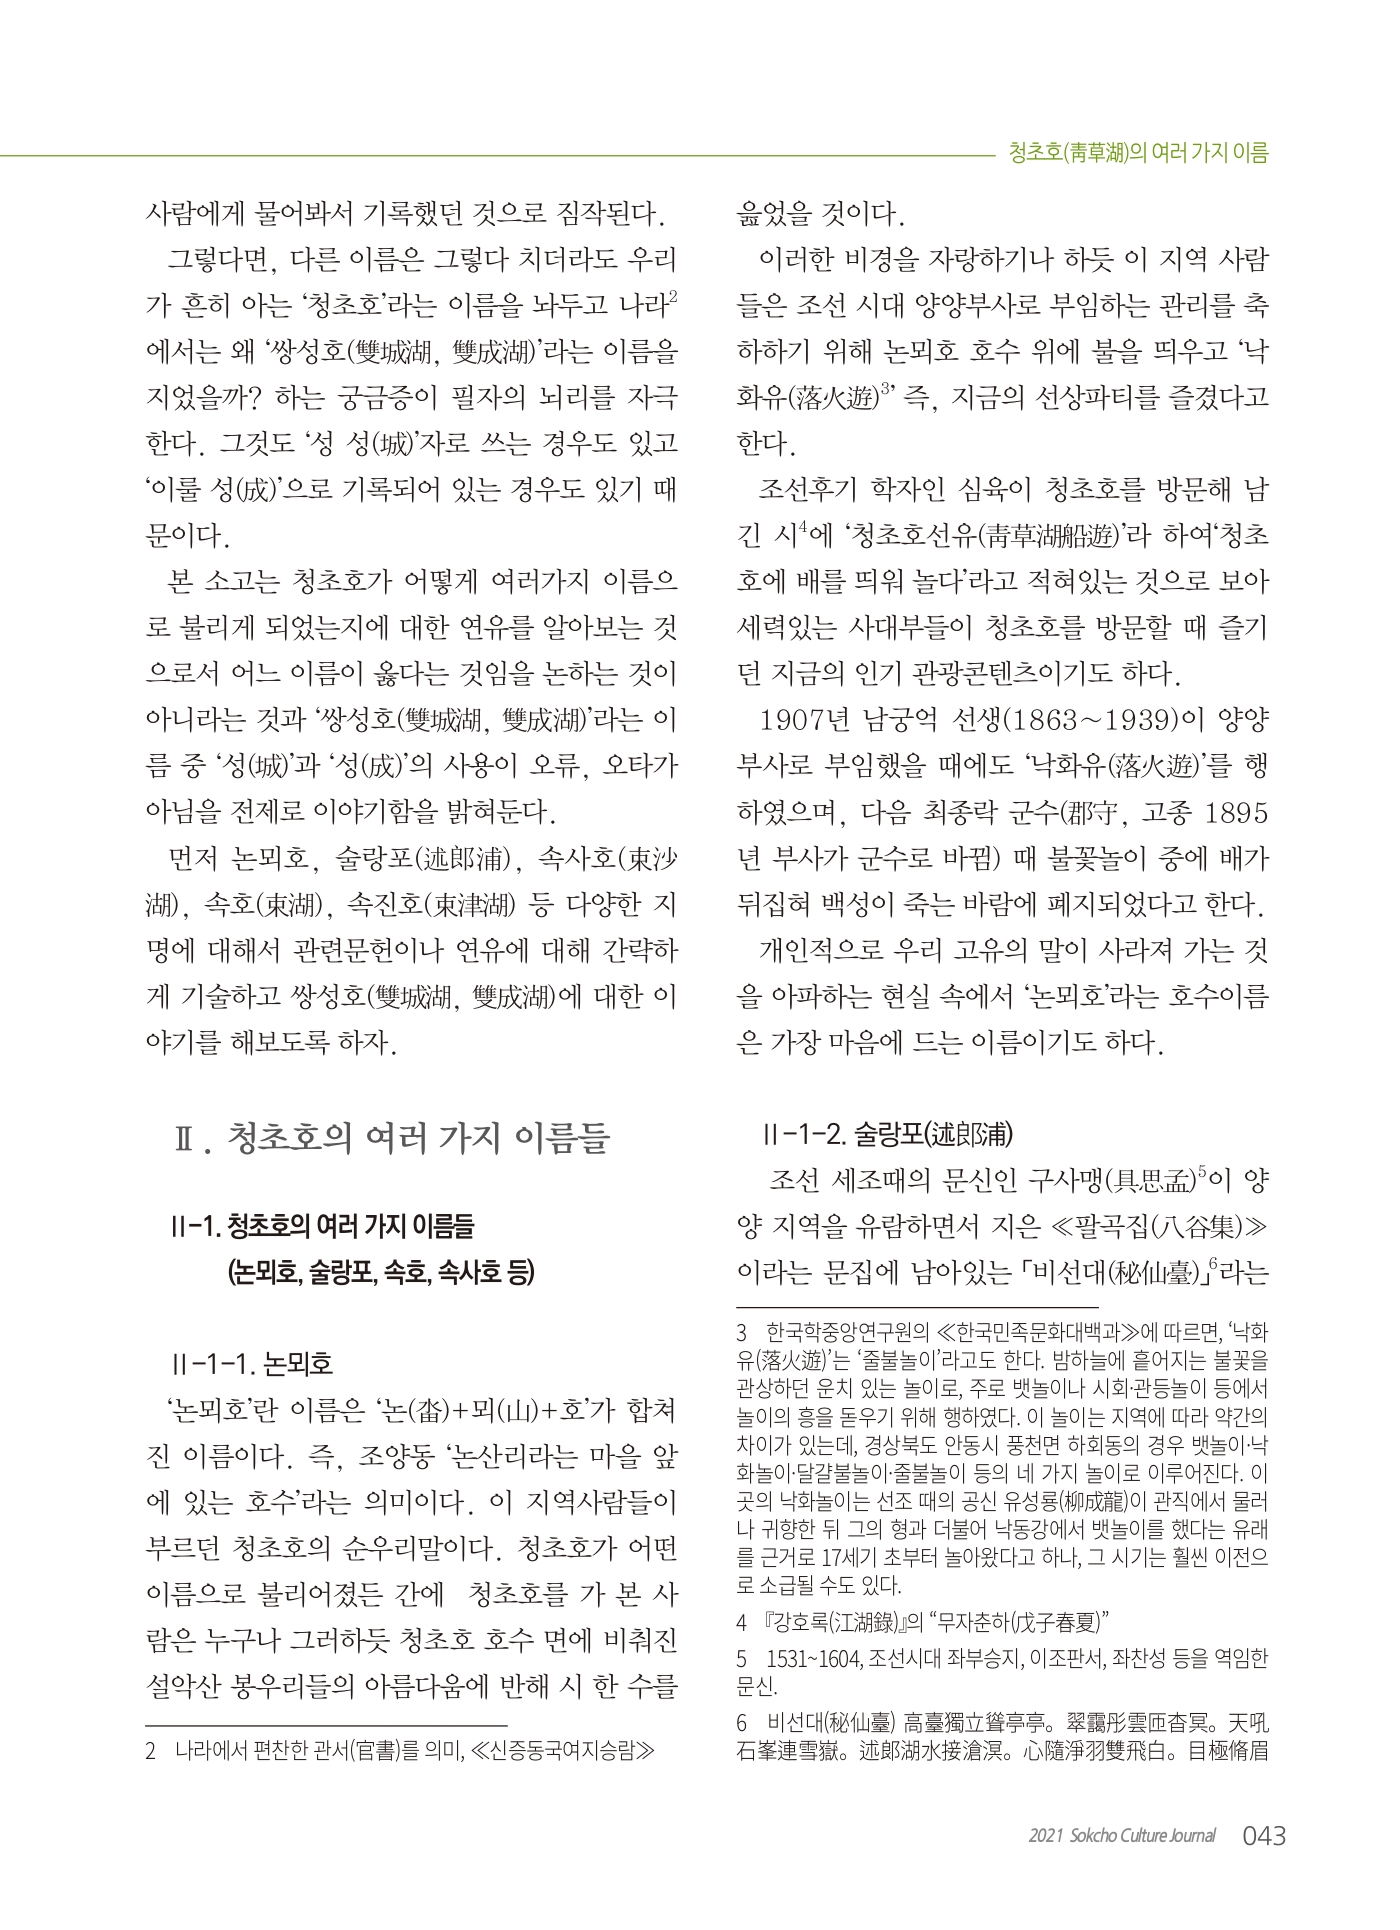 청초호(靑草湖)의 여러 가지 이름
사람에게 물어봐서 기록했던 것으로 짐작된다.
그렇다면, 다른 이름은 그렇다 치더라도 우리
가 흔히 아는 ‘청초호’라는 이름을 놔두고 나라2
에서는 왜 ‘쌍성호(雙城湖, 雙成湖)’라는 이름을
지었을까? 하는 궁금증이 필자의 뇌리를 자극
한다. 그것도 ‘성 성(城)’자로 쓰는 경우도 있고
‘이룰 성(成)’으로 기록되어 있는 경우도 있기 때
문이다.
본 소고는 청초호가 어떻게 여러가지 이름으
로 불리게 되었는지에 대한 연유를 알아보는 것
으로서 어느 이름이 옳다는 것임을 논하는 것이
아니라는 것과 ‘쌍성호(雙城湖, 雙成湖)’라는 이
름 중 ‘성(城)’과 ‘성(成)’의 사용이 오류, 오타가
아님을 전제로 이야기함을 밝혀둔다.
먼저 논뫼호, 술랑포(述郎浦), 속사호(束沙
湖), 속호(束湖), 속진호(束津湖) 등 다양한 지
명에 대해서 관련문헌이나 연유에 대해 간략하
게 기술하고 쌍성호(雙城湖, 雙成湖)에 대한 이
야기를 해보도록 하자.
Ⅱ. 청초호의 여러 가지 이름들
Ⅱ-1. 청초호의 여러 가지 이름들
(논뫼호, 술랑포, 속호, 속사호 등)
Ⅱ-1-1. 논뫼호
‘논뫼호’란 이름은 ‘논(畓)+뫼(山)+호’가 합쳐
진 이름이다. 즉, 조양동 ‘논산리라는 마을 앞
에 있는 호수’라는 의미이다. 이 지역사람들이
부르던 청초호의 순우리말이다. 청초호가 어떤
이름으로 불리어졌든 간에 청초호를 가 본 사
람은 누구나 그러하듯 청초호 호수 면에 비춰진
설악산 봉우리들의 아름다움에 반해 시 한 수를
2 나라에서 편찬한 관서(官書)를 의미, ≪신증동국여지승람≫
읊었을 것이다.
이러한 비경을 자랑하기나 하듯 이 지역 사람
들은 조선 시대 양양부사로 부임하는 관리를 축
하하기 위해 논뫼호 호수 위에 불을 띄우고 ‘낙
화유(落火遊)3’ 즉, 지금의 선상파티를 즐겼다고
한다.
조선후기 학자인 심육이 청초호를 방문해 남
긴 시4에 ‘청초호선유(靑草湖船遊)’라 하여‘청초
호에 배를 띄워 놀다’라고 적혀있는 것으로 보아
세력있는 사대부들이 청초호를 방문할 때 즐기
던 지금의 인기 관광콘텐츠이기도 하다.
1907년 남궁억 선생(1863～1939)이 양양
부사로 부임했을 때에도 ‘낙화유(落火遊)’를 행
하였으며, 다음 최종락 군수(郡守, 고종 1895
년 부사가 군수로 바뀜) 때 불꽃놀이 중에 배가
뒤집혀 백성이 죽는 바람에 폐지되었다고 한다.
개인적으로 우리 고유의 말이 사라져 가는 것
을 아파하는 현실 속에서 ‘논뫼호’라는 호수이름
은 가장 마음에 드는 이름이기도 하다.
Ⅱ-1-2. 술랑포(述郎浦)
조선 세조때의 문신인 구사맹(具思孟)5이 양
양 지역을 유람하면서 지은 ≪팔곡집(八谷集)≫
이라는 문집에 남아있는 ｢비선대(秘仙臺)｣6라는
3 한국학중앙연구원의 ≪한국민족문화대백과≫에 따르면, ‘낙화
유(落火遊)’는 ‘줄불놀이’라고도 한다. 밤하늘에 흩어지는 불꽃을
관상하던 운치 있는 놀이로, 주로 뱃놀이나 시회·관등놀이 등에서
놀이의 흥을 돋우기 위해 행하였다. 이 놀이는 지역에 따라 약간의
차이가 있는데, 경상북도 안동시 풍천면 하회동의 경우 뱃놀이·낙
화놀이·달걀불놀이·줄불놀이 등의 네 가지 놀이로 이루어진다. 이
곳의 낙화놀이는 선조 때의 공신 유성룡(柳成龍)이 관직에서 물러
나 귀향한 뒤 그의 형과 더불어 낙동강에서 뱃놀이를 했다는 유래
를 근거로 17세기 초부터 놀아왔다고 하나, 그 시기는 훨씬 이전으
로 소급될 수도 있다.
4 『강호록(江湖錄)』의 “무자춘하(戊子春夏)”
5 1531~1604, 조선시대 좌부승지, 이조판서, 좌찬성 등을 역임한
문신.
6 비선대(秘仙臺) 高臺獨立聳亭亭。翠靄彤雲匝杳冥。天吼
石峯連雪嶽。述郞湖水接滄溟。心隨淨羽雙飛白。目極脩眉
2021 Sokcho Culture Journal 043